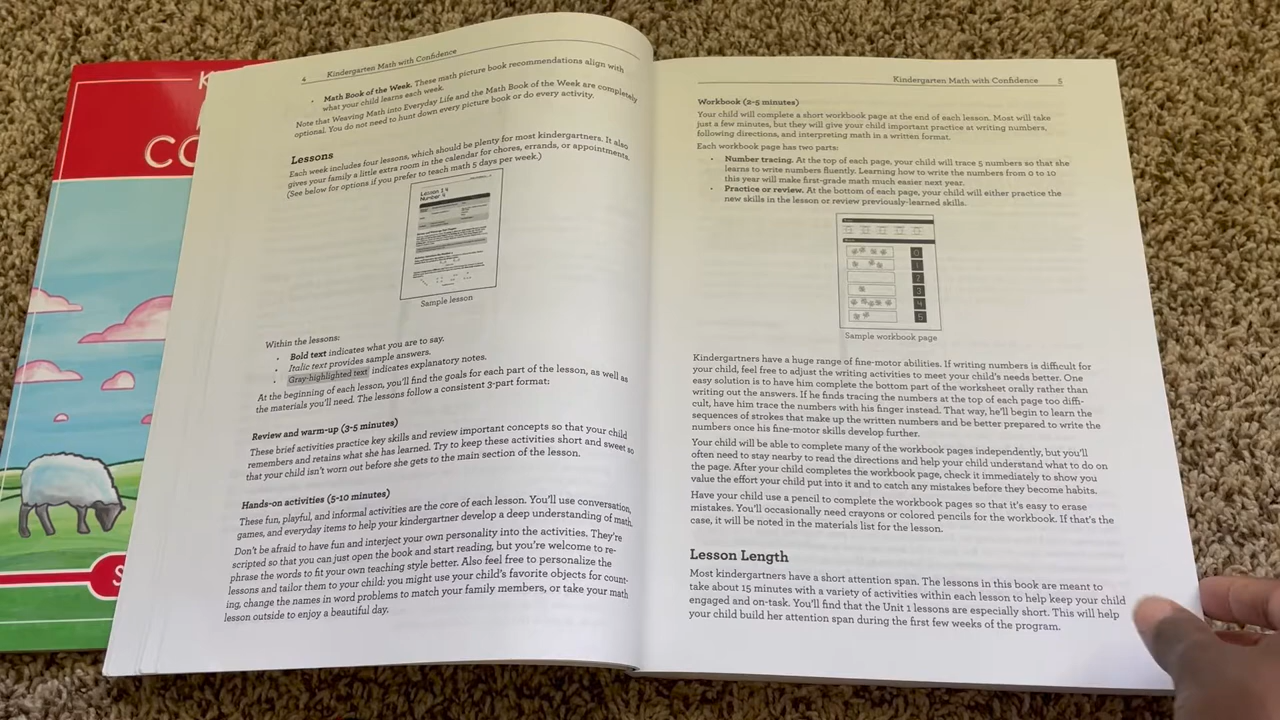 K
CO
S
4 Kindergarten Math with Confidence
• Math Book of the Week. These math picture book recommendations align with
what your child learns each week.
Note that Weaving Math into Everyday Life and the Math Book of the Week are completely
optional. You do not need to hunt down every picture book or do every activity.
Lessons
Each week includes four lessons, which should be plenty for most kindergartners. It also
gives your family a little extra room in the calendar for chores, errands, or appointments.
(See below for options if you prefer to teach math 5 days per week.)
Number 4
Sample lesson
Within the lessons:
• Bold text indicates what you are to say.
• Italic text provides sample answers.
• Gray-highlighted text indicates explanatory notes.
At the beginning of each lesson, you'll find the goals for each part of the lesson, as well as
the materials you'll need. The lessons follow a consistent 3-part format:
Review and warm-up (3-5 minutes)
These brief activities practice key skills and review important concepts so that your child
remembers and retains what she has learned. Try to keep these activities short and sweet so
that your child isn't worn out before she gets to the main section of the lesson.
Hands-on activities (5-10 minutes)
These fun, playful, and informal activities are the core of each lesson. You'll use conversation,
games, and everyday items to help your kindergartner develop a deep understanding of math.
Don't be afraid to have fun and interject your own personality into the activities. They're
scripted so that you can just open the book and start reading, but you're welcome to re-
phrase the words to fit your own teaching style better. Also feel free to personalize the
lessons and tailor them to your child: you might use your child's favorite objects for count-
ing, change the names in word problems to match your family members, or take your math
lesson outside to enjoy a beautiful day.
Kindergarten Math with Confidence 5
Workbook (2-5 minutes)
Your child will complete a short workbook page at the end of each lesson. Most will take
just a few minutes, but they will give your child important practice at writing numbers,
following directions, and interpreting math in a written format.
Each workbook page has two parts:
• Number tracing. At the top of each page, your child will trace 5 numbers so that she
learns to write numbers fluently. Learning how to write the numbers from 0 to 10
this year will make first-grade math much easier next year.
• Practice or review. At the bottom of each page, your child will either practice the
new skills in the lesson or review previously-learned skills.
0
1
2
3
4
5
Sample workbook page
Kindergartners have a huge range of fine-motor abilities. If writing numbers is difficult for
your child, feel free to adjust the writing activities to meet your child's needs better. One
easy solution is to have him complete the bottom part of the worksheet orally rather than
writing out the answers. If he finds tracing the numbers at the top of each page too diffi-
cult, have him trace the numbers with his finger instead. That way, he'll begin to learn the
sequences of strokes that make up the written numbers and be better prepared to write the
numbers once his fine-motor skills develop further.
Your child will be able to complete many of the workbook pages independently, but you'll
often need to stay nearby to read the directions and help your child understand what to do on
the page. After your child completes the workbook page, check it immediately to show you
value the effort your child put into it and to catch any mistakes before they become habits.
Have your child use a pencil to complete the workbook pages so that it's easy to erase
mistakes. You'll occasionally need crayons or colored pencils for the workbook. If that's the
case, it will be noted in the materials list for the lesson.
Lesson Length
Most kindergartners have a short attention span. The lessons in this book are meant to
take about 15 minutes with a variety of activities within each lesson to help keep your child
engaged and on-task. You'll find that the Unit 1 lessons are especially short. This will help
your child build her attention span during the first few weeks of the program.